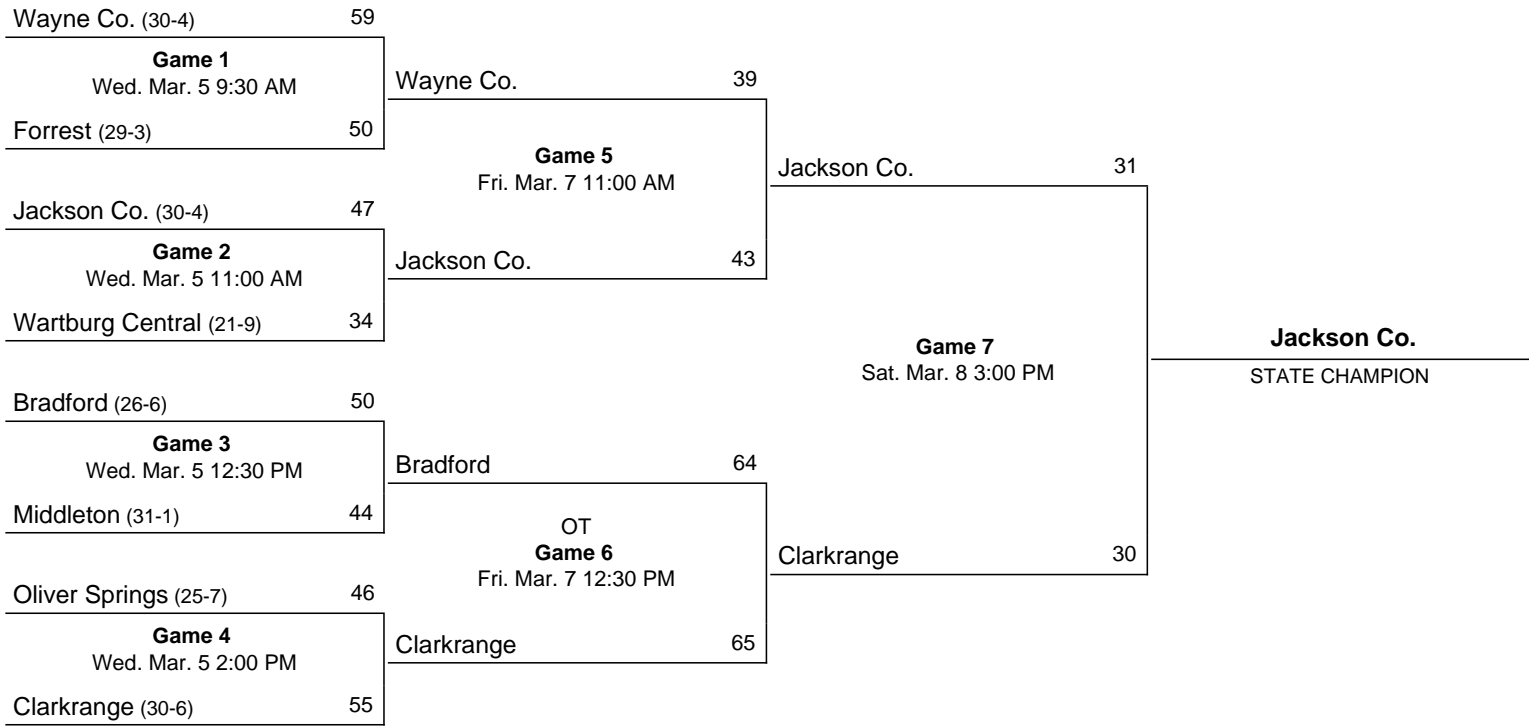 Wayne Co. (30-4) 59
Game 1
Wed. Mar. 5 9:30 AM
Forrest (29-3) 50
Jackson Co. (30-4) 47
Game 2
Wed. Mar. 5 11:00 AM
Wartburg Central (21-9) 34
Bradford (26-6) 50
Game 3
Wed. Mar. 5 12:30 PM
Middleton (31-1) 44
Oliver Springs (25-7) 46
Game 4
Wed. Mar. 5 2:00 PM
Clarkrange (30-6) 55
Wayne Co. 39
Game 5
Fri. Mar. 7 11:00 AM
Jackson Co. 43
Bradford 64
OT
Game 6
Fri. Mar. 7 12:30 PM
Clarkrange 65
Jackson Co. 31
Game 7
Sat. Mar. 8 3:00 PM
Clarkrange 30
Jackson Co.
STATE CHAMPION